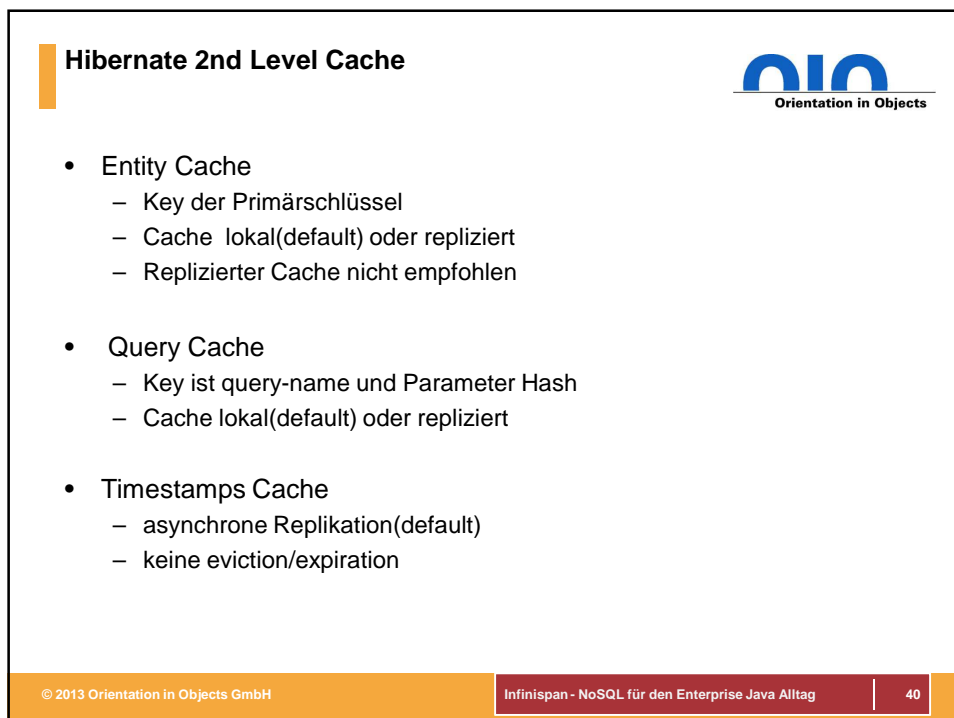 Hibernate 2nd Level Cache
OIO
Orientation in Objects
• Entity Cache
– Key der Primärschlüssel
– Cache lokal(default) oder repliziert
– Replizierter Cache nicht empfohlen
• Query Cache
– Key ist query-name und Parameter Hash
– Cache lokal(default) oder repliziert
• Timestamps Cache
– asynchrone Replikation(default)
– keine eviction/expiration
© 2013 Orientation in Objects GmbH
Infinispan - NoSQL für den Enterprise Java Alltag
40